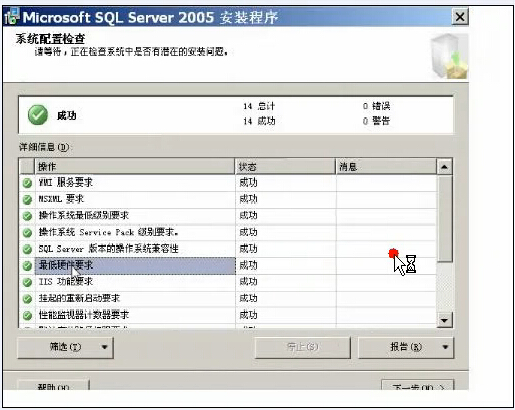 Microsoft SQL Server 2005 安装程序
系统配置检查
请等待，正在检查系统中是否有潜在的安装问题。
成功
14 总计
0 错误
14 成功
0 警告
详细信息(D):
操作 状态 消息
WMI 服务要求 成功
MSXML 要求 成功
操作系统最低级别要求 成功
操作系统 Service Pack 级别要求。 成功
SQL Server 版本的操作系统兼容性 成功
最低硬件要求 成功
IIS 功能要求 成功
挂起的重新启动要求 成功
性能监视器计数器要求 成功
筛选(T) 停止(S) 报告(R)
帮助(H) 下一步(N) >